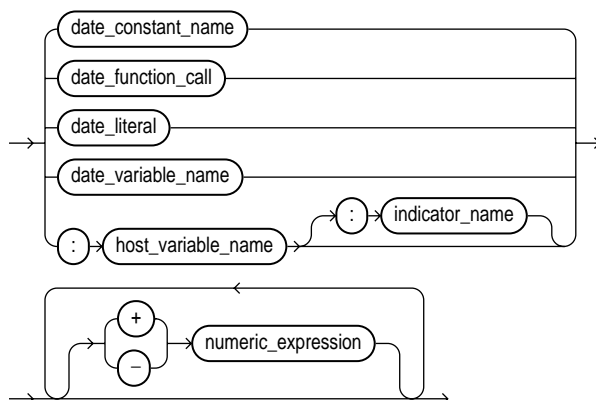 date_constant_name
date_function_call
date_literal
date_variable_name
: host_variable_name : indicator_name
+
− numeric_expression